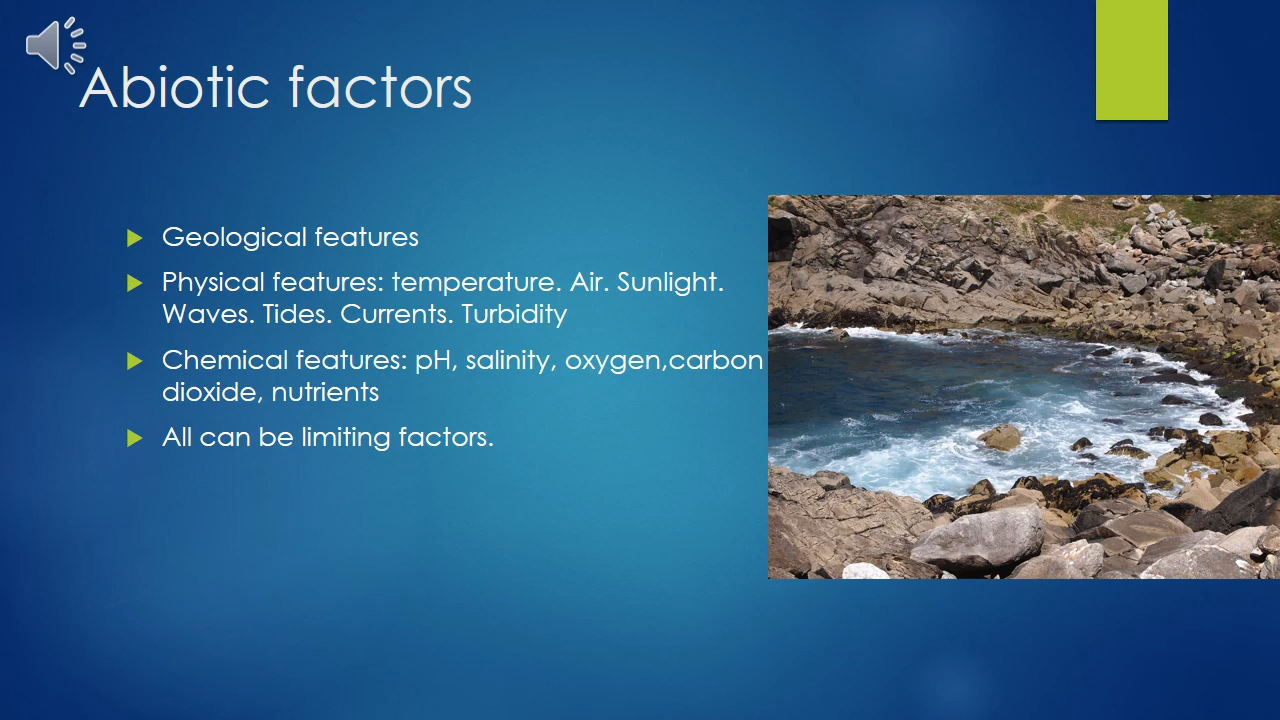 Abiotic factors
Geological features
Physical features: temperature. Air. Sunlight.
Waves. Tides. Currents. Turbidity
Chemical features: pH, salinity, oxygen,carbon
dioxide, nutrients
All can be limiting factors.